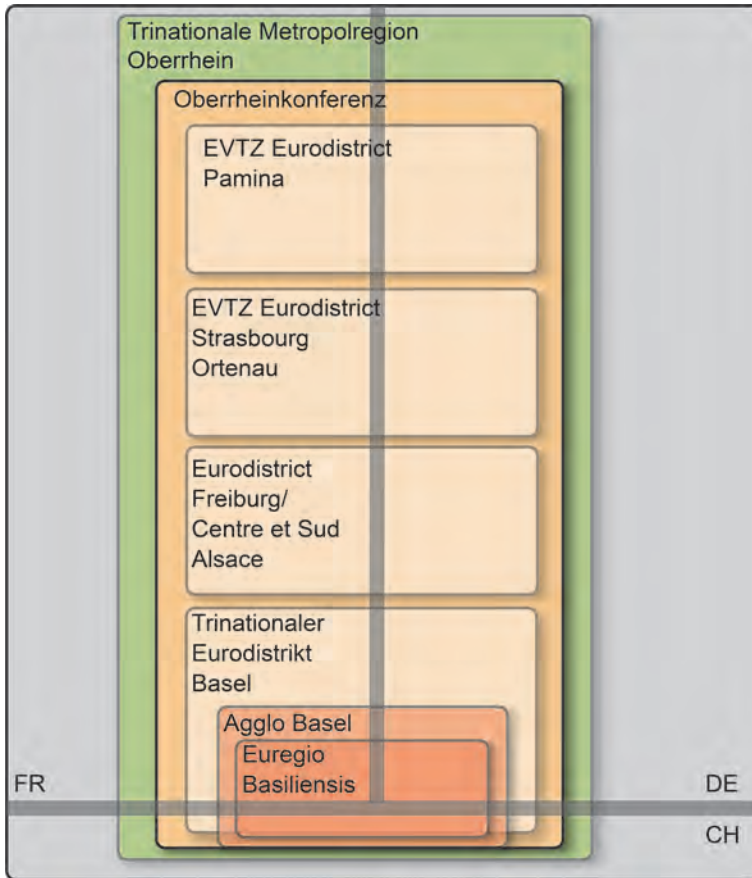 Trinationale Metropolregion
Oberrhein
Oberrheinkonferenz
EVTZ Eurodistrict
Pamina
EVTZ Eurodistrict
Strasbourg
Ortenau
Eurodistrict
Freiburg/
Centre et Sud
Alsace
Trinationaler
Eurodistrikt
Basel
Agglo Basel
Euregio
Basiliensis
FR
DE
CH